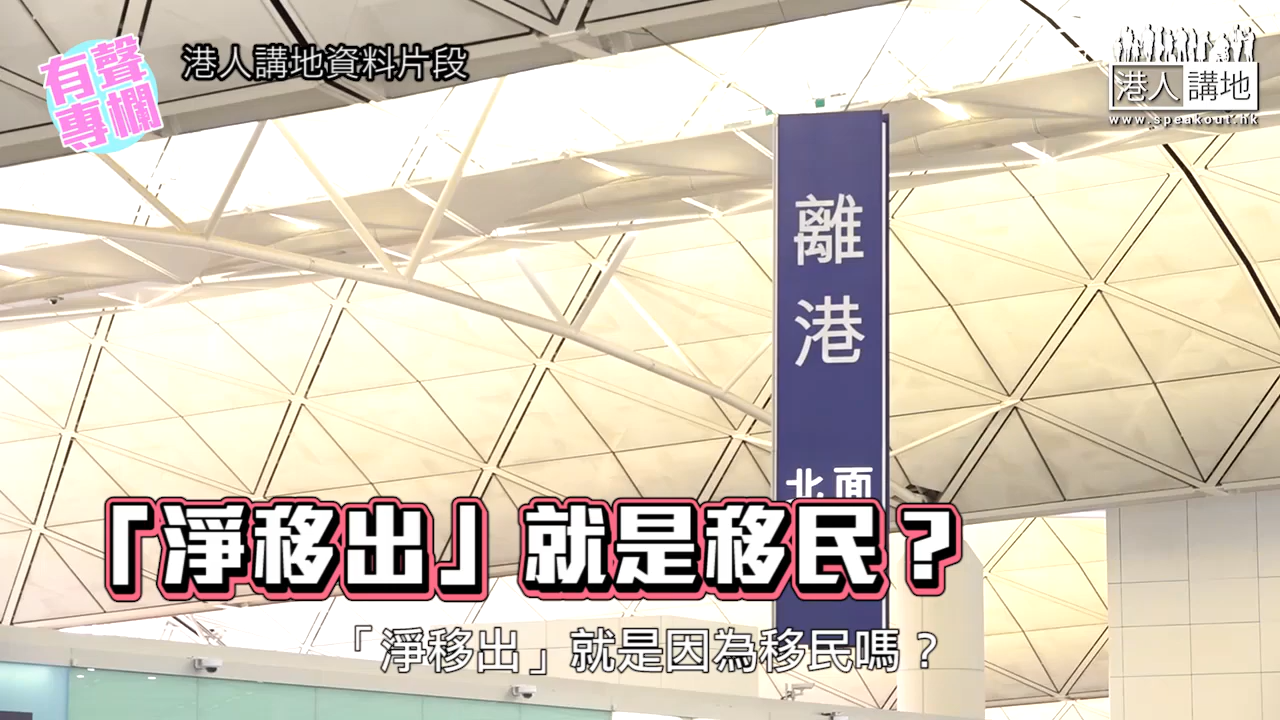 有聲
專欄
港人講地資料片段
港人講地
www.speakout.hk
離港
北面
「淨移出」就是移民？
「淨移出」就是因為移民嗎？